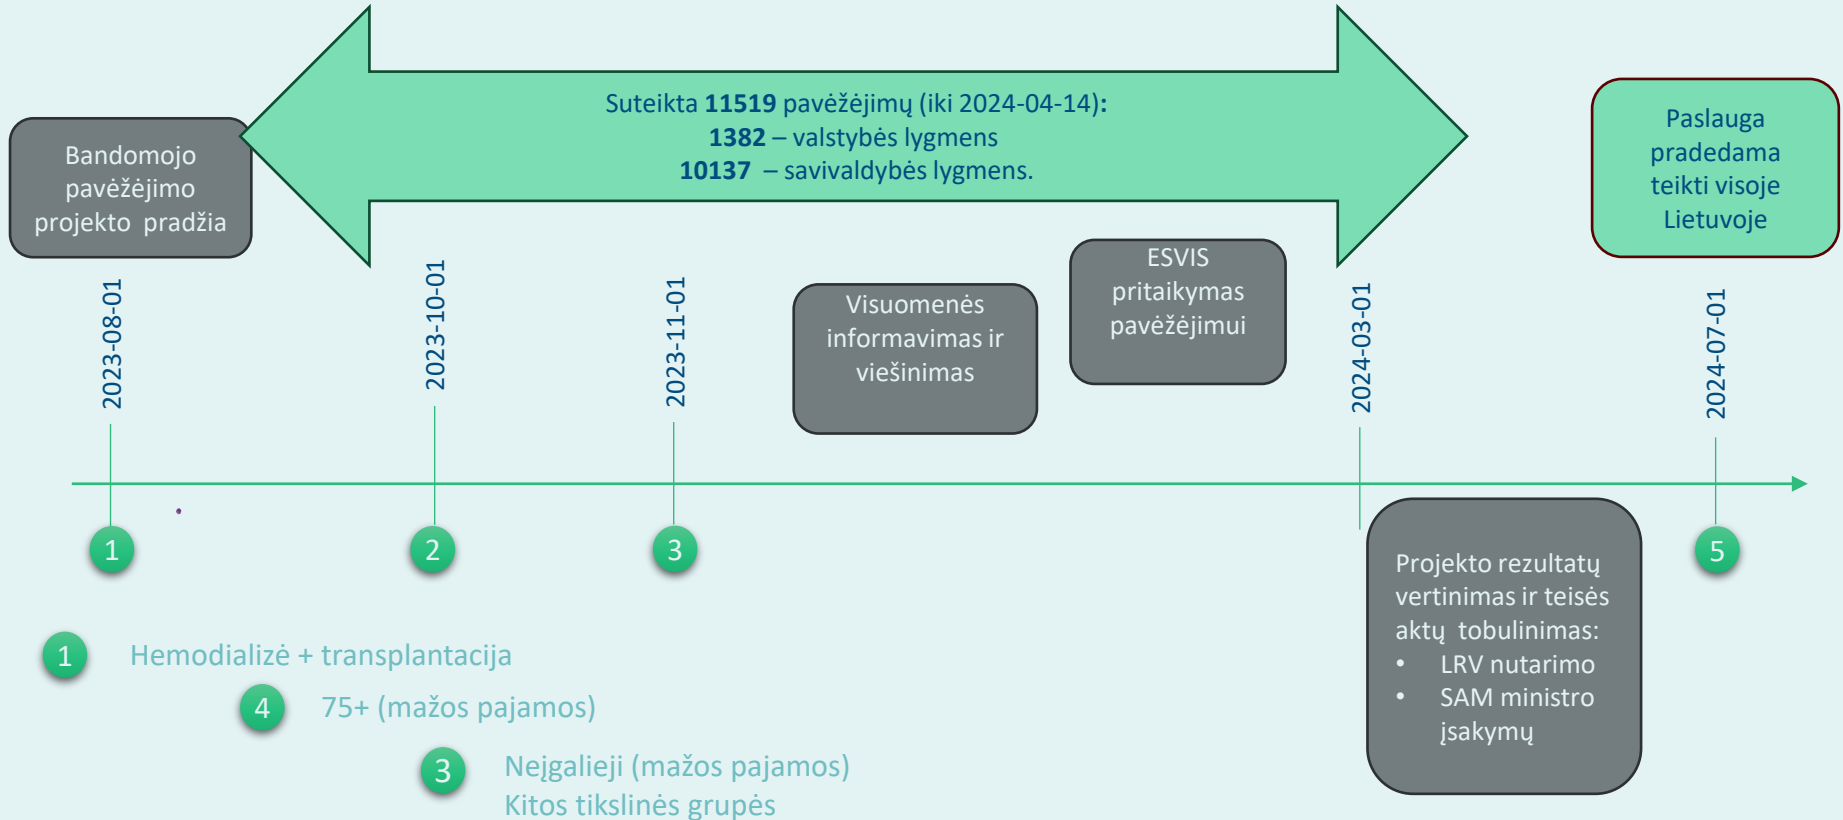 Suteikta 11519 pavėžėjimų (iki 2024-04-14):
1382 – valstybės lygmens
10137 – savivaldybės lygmens.
Bandomojo
pavėžėjimo
projekto pradžia
Paslauga
pradedama
teikti visoje
Lietuvoje
Visuomenės
informavimas ir
viešinimas
ESVIS
pritaikymas
pavėžėjimui
2023-08-01
2023-10-01
2023-11-01
2024-03-01
2024-07-01
1
2
3
5
Projekto rezultatų
vertinimas ir teisės
aktų tobulinimas:
• LRV nutarimo
• SAM ministro
įsakymų
1 Hemodializė + transplantacija
4 75+ (mažos pajamos)
3 Neįgalieji (mažos pajamos)
Kitos tikslinės grupės